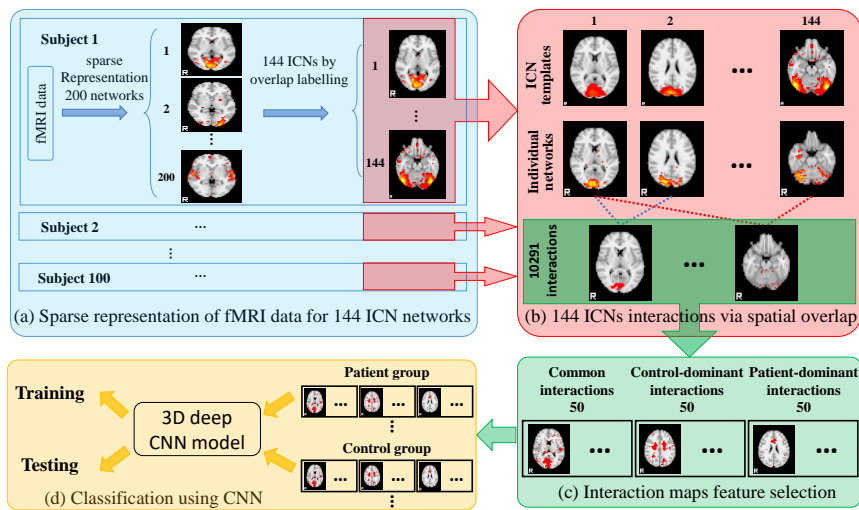 Subject 1
fMRI data
sparse
Representation
200 networks
1
2
...
200
144 ICNs by
overlap labelling
1
144
R
R
Subject 2 ...
...
Subject 100 ...
(a) Sparse representation of fMRI data for 144 ICN networks
1 2 144
ICN
templates
R
...
Individual
networks
R R R
...
10291
interactions
R R
...
(b) 144 ICNs interactions via spatial overlap
Common
interactions
50
Control-dominant
interactions
50
Patient-dominant
interactions
50
... ... ...
(c) Interaction maps feature selection
Patient group
... ... ...
...
Control group
... ... ...
...
3D deep
CNN model
Training
Testing
(d) Classification using CNN